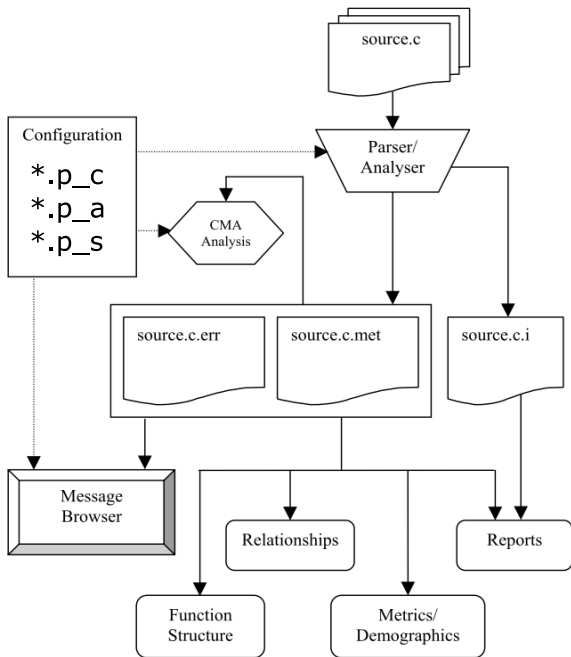 source.c
Configuration
*.p_c
*.p_a
*.p_s
Parser/
Analyser
CMA
Analysis
source.c.err
source.c.met
source.c.i
Message
Browser
Relationships
Reports
Function
Structure
Metrics/
Demographics